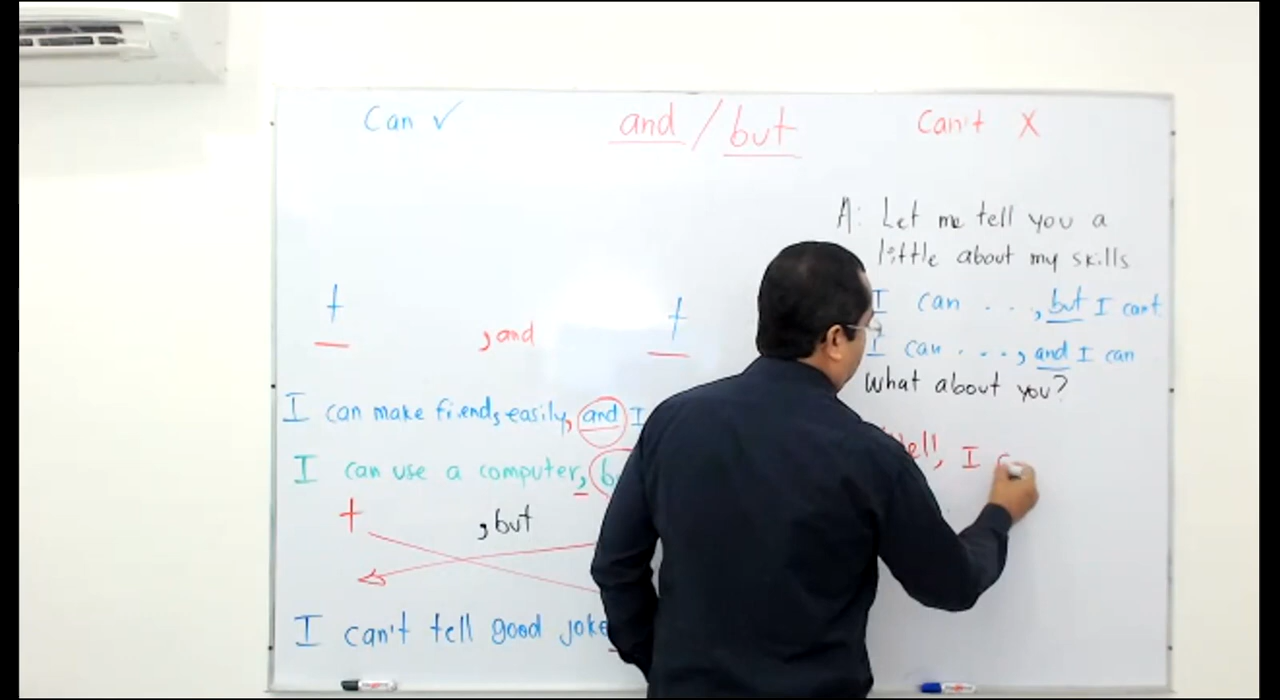 Can ✓
and / but
Can't X
A: Let me tell you a
little about my skills
I can . . . , but I can't
I can . . . , and I can
What about you?
I
+
, and
+
I can make friends easily, and I
I can use a computer,
+
, but
I can't tell good